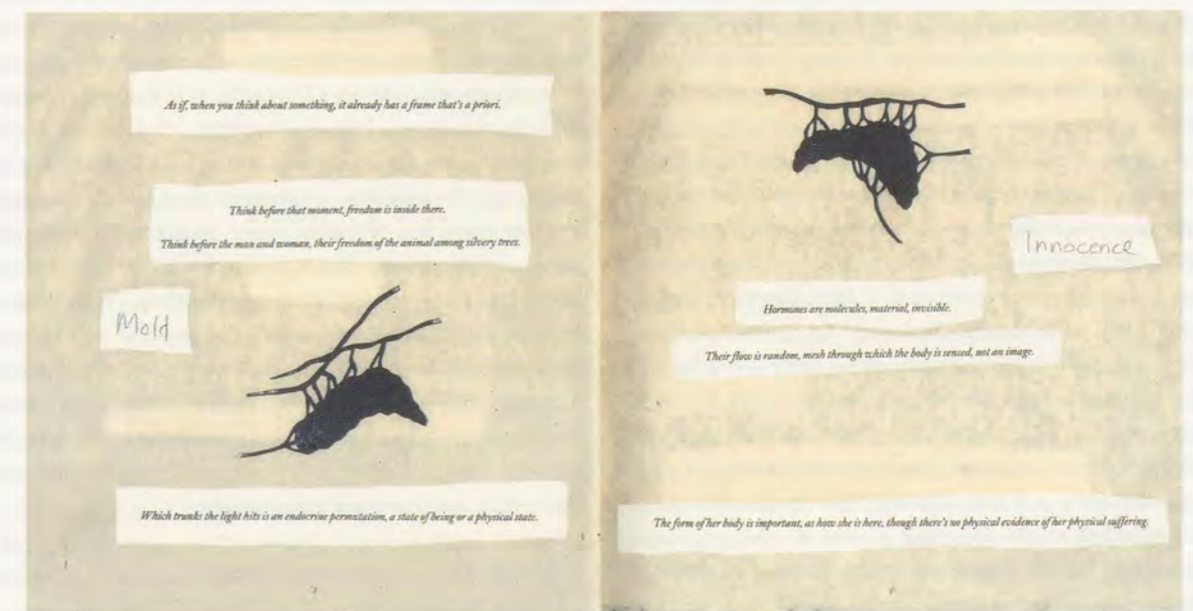 As if, when you think about something, it already has a frame that's a priori.
Think before that moment, freedom is inside there.
Think before the man and woman, their freedom of the animal among silvery trees.
Mold
Which trunks the light hits is an endocrine permutation, a state of being or a physical state.
Innocence
Hormones are molecules, material, invisible.
Their flow is random, mesh through which the body is sensed, not an image.
The form of her body is important, as how she is here, though there's no physical evidence of her physical suffering.